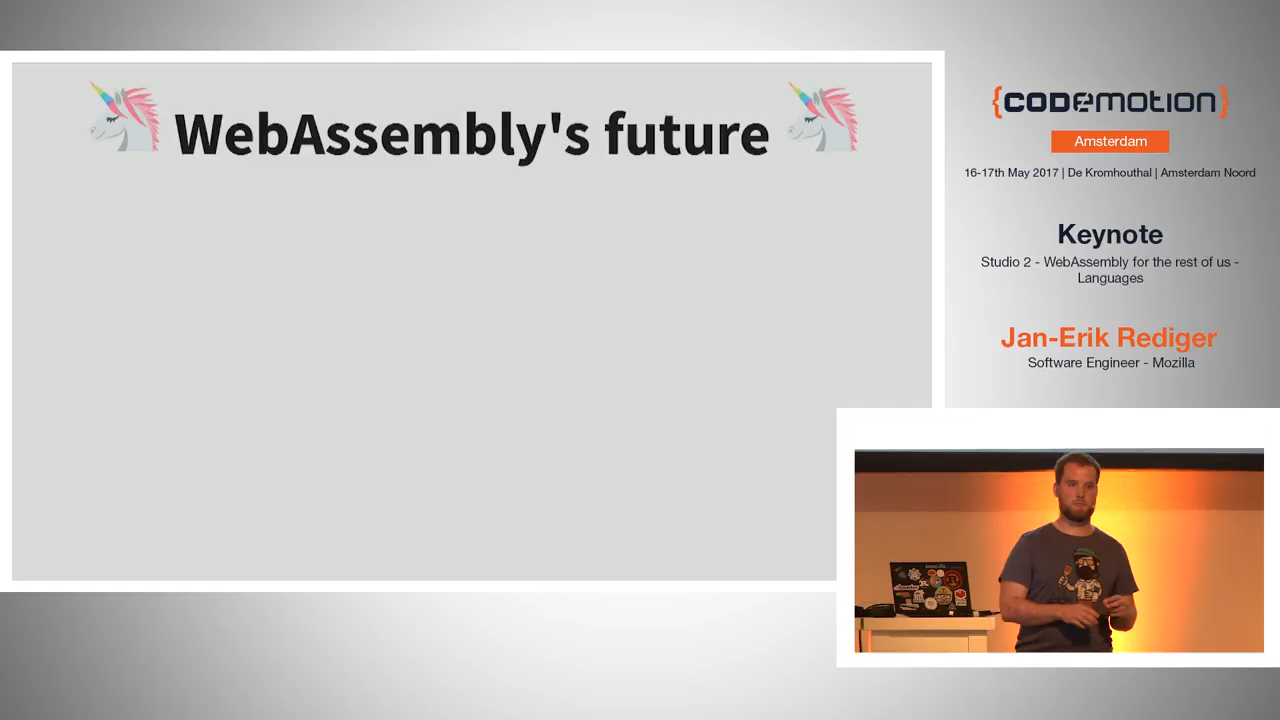 WebAssembly's future
{CODEMOTION}
Amsterdam
16-17th May 2017 | De Kromhouthal | Amsterdam Noord
Keynote
Studio 2 - WebAssembly for the rest of us -
Languages
Jan-Erik Rediger
Software Engineer - Mozilla